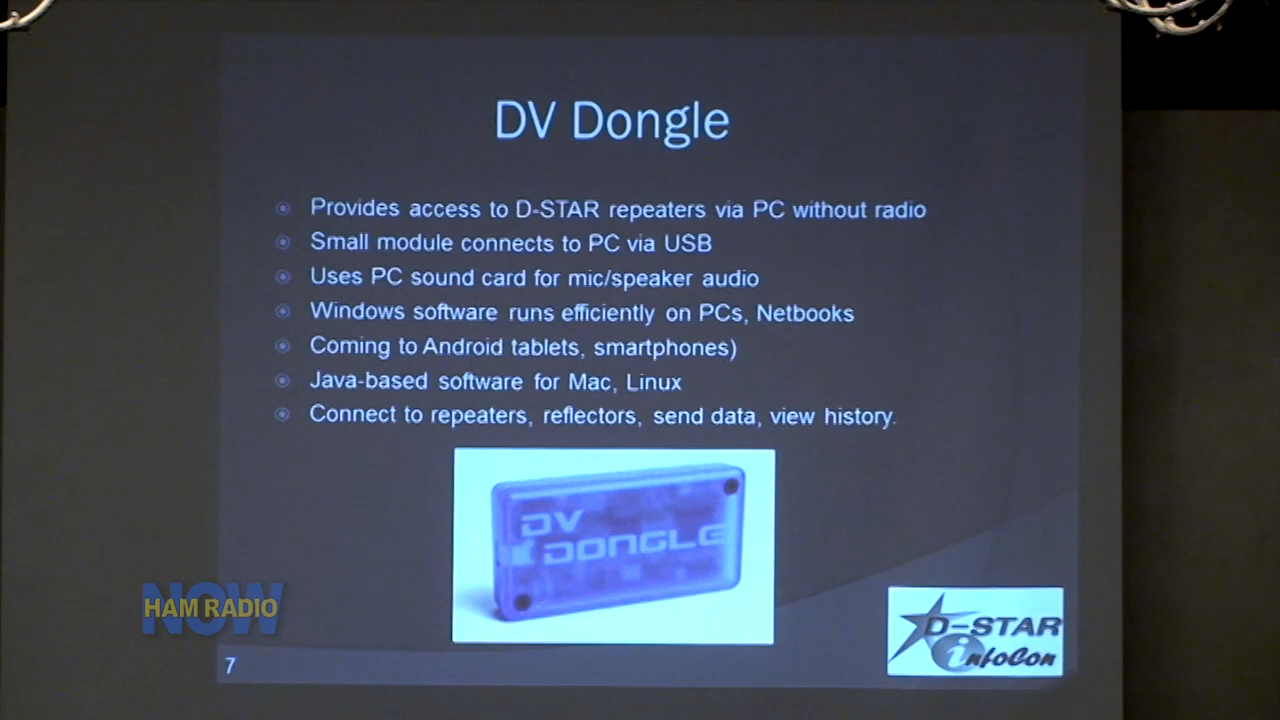 DV Dongle
Provides access to D-STAR repeaters via PC without radio
Small module connects to PC via USB
Uses PC sound card for mic/speaker audio
Windows software runs efficiently on PCs, Netbooks
Coming to Android tablets, smartphones)
Java-based software for Mac, Linux
Connect to repeaters, reflectors, send data, view history.
DV
DONGLE
NOW
HAM RADIO
D-STAR
infoCon
7